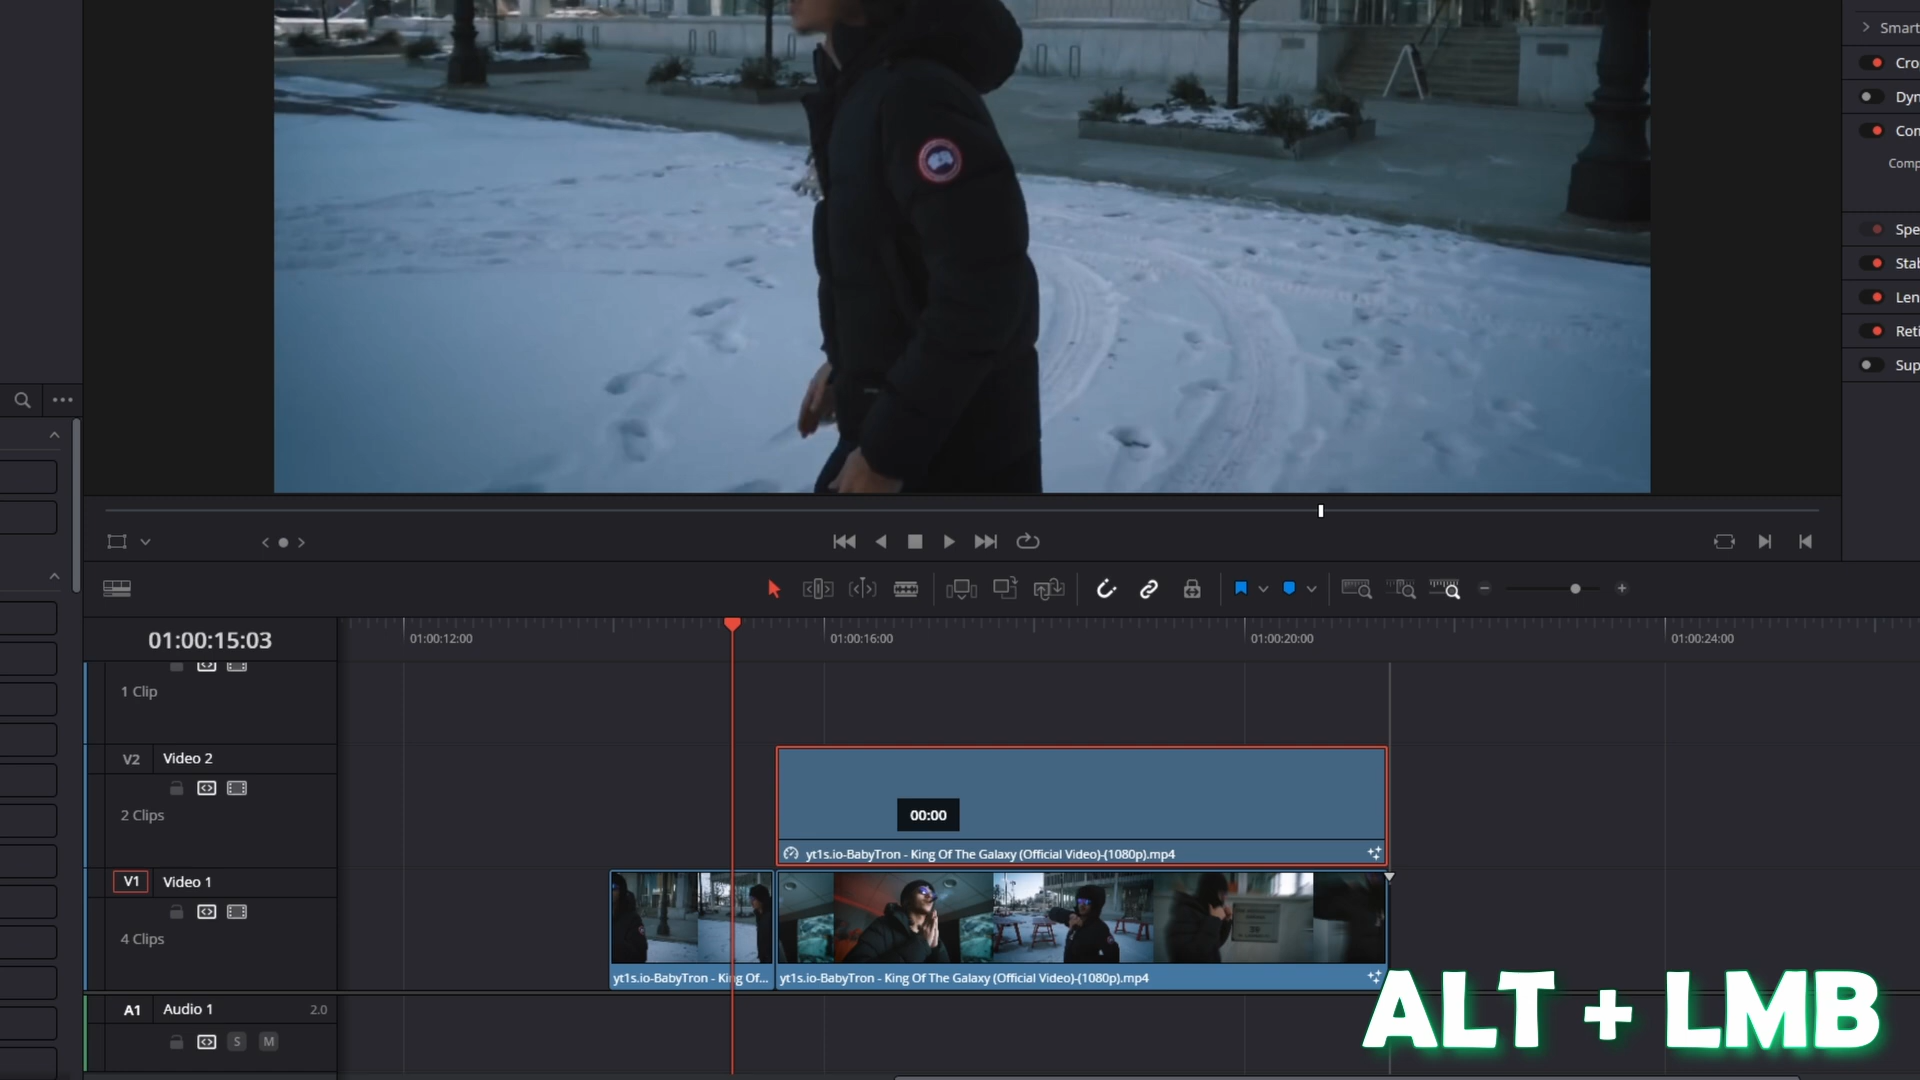 Smart
Cro
Dyn
Com
Comp
Spe
Stab
Len
Reti
Sup
01:00:15:03
01:00:12:00
01:00:16:00
01:00:20:00
01:00:24:00
1 Clip
V2 Video 2
2 Clips
00:00
yt1s.io-BabyTron - King Of The Galaxy (Official Video)-(1080p).mp4
V1 Video 1
4 Clips
yt1s.io-BabyTron - King Of...
yt1s.io-BabyTron - King Of The Galaxy (Official Video)-(1080p).mp4
A1 Audio 1 2.0
S M
ALT + LMB